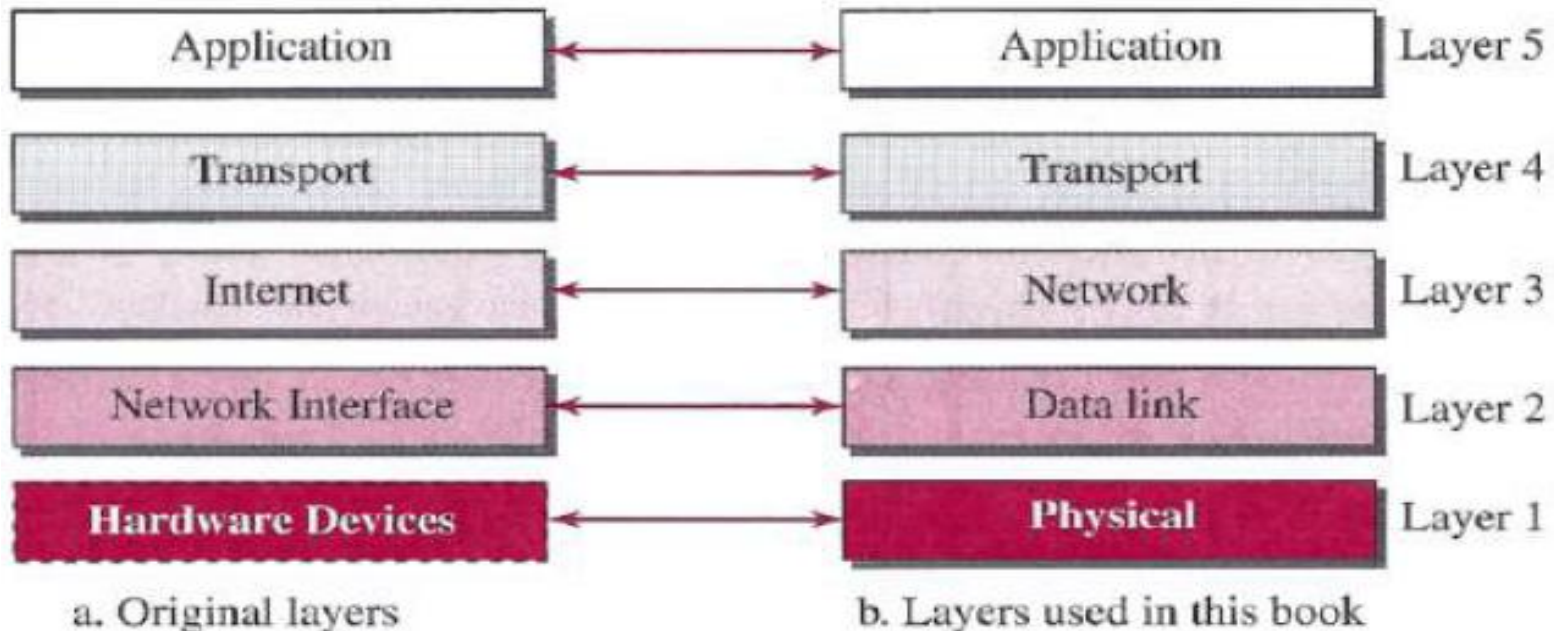 Application Application Layer 5
Transport Transport Layer 4
Internet Network Layer 3
Network Interface Data link Layer 2
Hardware Devices Physical Layer 1
a. Original layers b. Layers used in this book